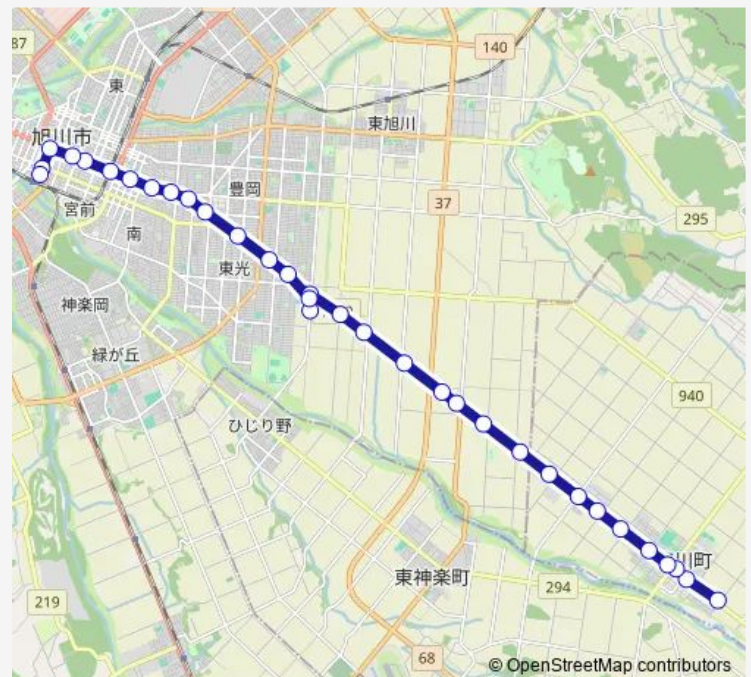 87
140
東
旭川市
東旭川
豊岡
37
宮前
295
南
東光
神楽岡
緑が丘
940
ひじり野
川町
東神楽町
294
219
68
© OpenStreetMap contributors